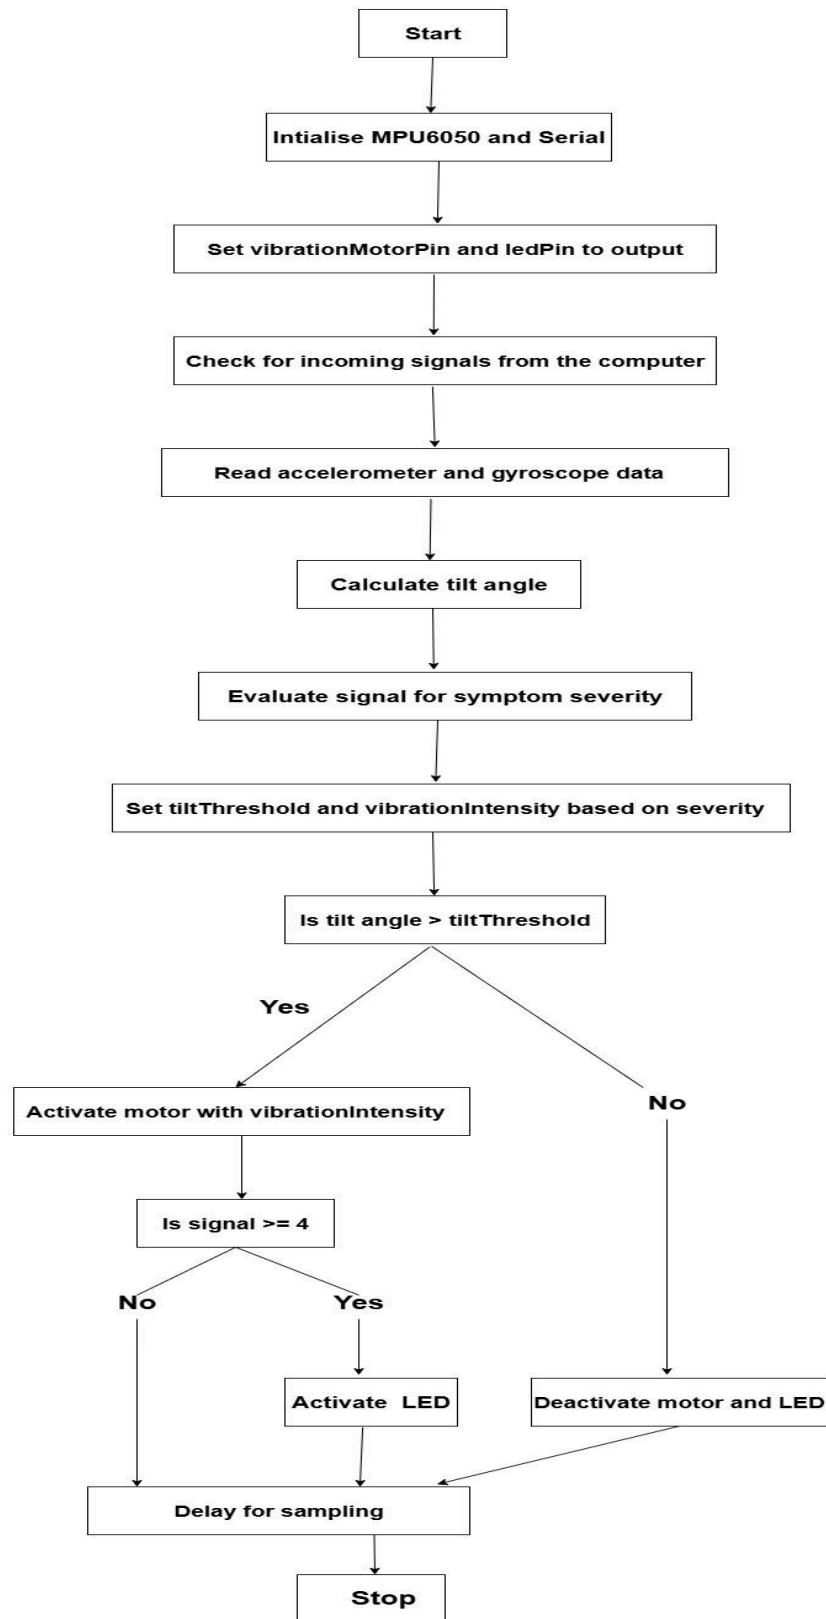 Start
Intialise MPU6050 and Serial
Set vibrationMotorPin and ledPin to output
Check for incoming signals from the computer
Read accelerometer and gyroscope data
Calculate tilt angle
Evaluate signal for symptom severity
Set tiltThreshold and vibrationIntensity based on severity
Is tilt angle > tiltThreshold
Yes
No
Activate motor with vibrationIntensity
Is signal >= 4
No
Yes
Activate LED
Deactivate motor and LED
Delay for sampling
Stop